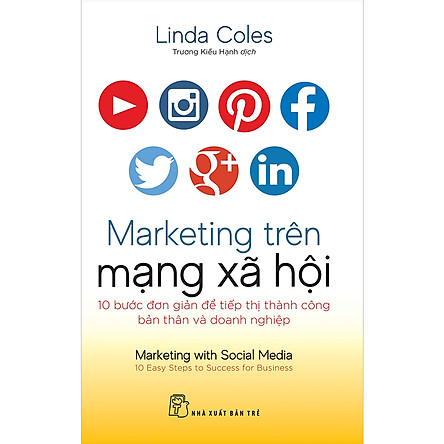 Linda Coles
Trương Kiều Hạnh dịch
g+
in
Marketing trên
mạng xã hội
10 bước đơn giản để tiếp thị thành công
bản thân và doanh nghiệp
Marketing with Social Media
10 Easy Steps to Success for Business
NHÀ XUẤT BẢN TRẺ